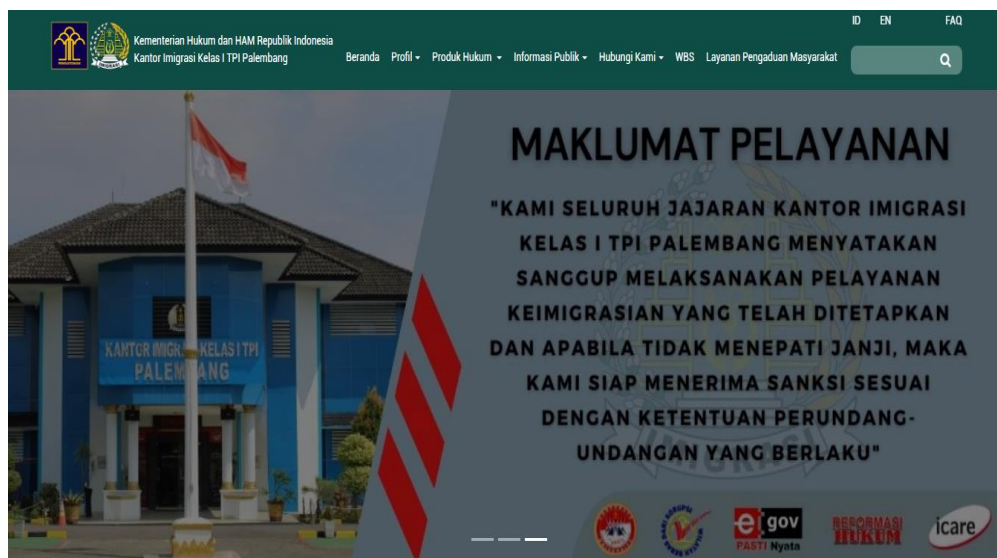 ID EN FAQ
Kementerian Hukum dan HAM Republik Indonesia
Kantor Imigrasi Kelas I TPI Palembang
Beranda Profil Produk Hukum Informasi Publik Hubungi Kami WBS Layanan Pengaduan Masyarakat
MAKLUMAT PELAYANAN
"KAMI SELURUH JAJARAN KANTOR IMIGRASI
KELAS I TPI PALEMBANG MENYATAKAN
SANGGUP MELAKSANAKAN PELAYANAN
KEIMIGRASIAN YANG TELAH DITETAPKAN
DAN APABILA TIDAK MENEPATI JANJI, MAKA
KAMI SIAP MENERIMA SANKSI SESUAI
DENGAN KETENTUAN PERUNDANG-
UNDANGAN YANG BERLAKU"
IMIGRASI
KANTOR KELAS I TPI
PALEMBANG
e gov
PASTI Nyata
REFORMASI
HUKUM
icare